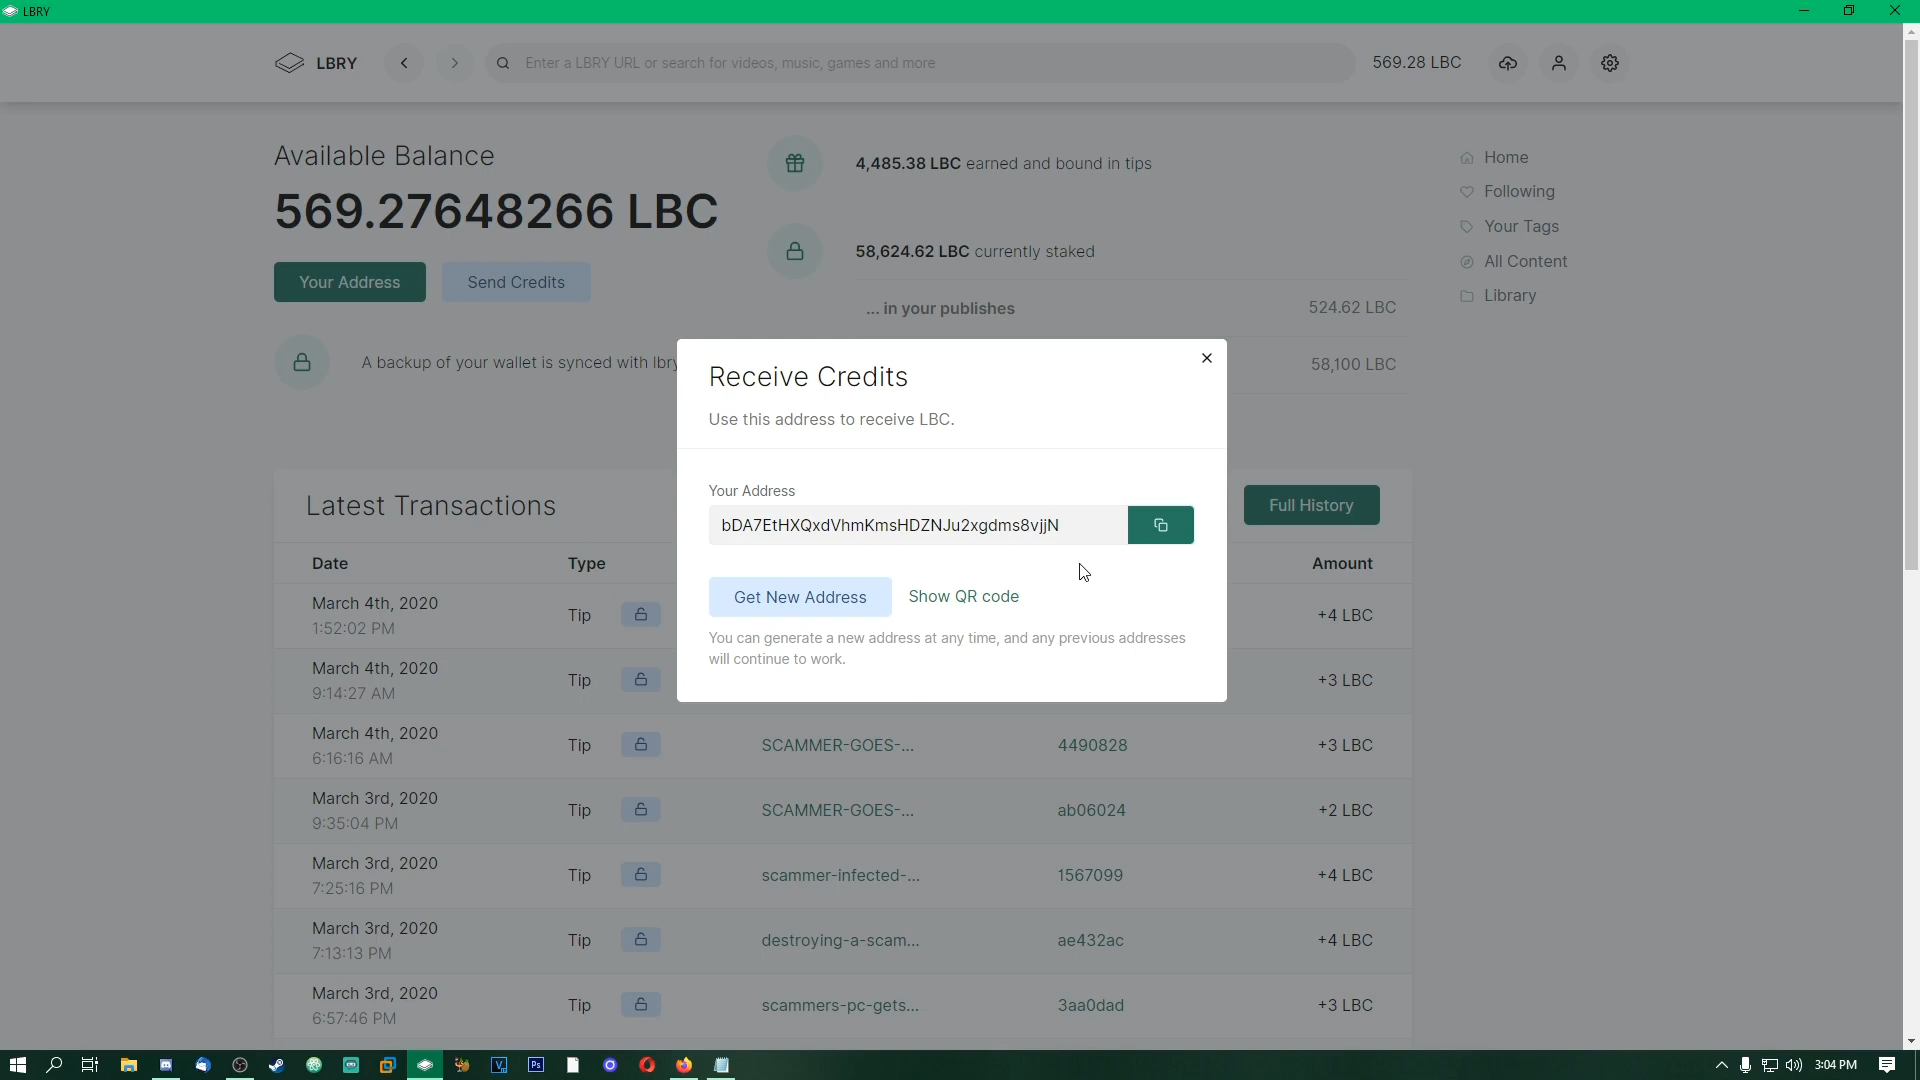 LBRY
LBRY
Enter a LBRY URL or search for videos, music, games and more
569.28 LBC
Available Balance
569.27648266 LBC
Your Address
Send Credits
A backup of your wallet is synced with lbry
4,485.38 LBC earned and bound in tips
58,624.62 LBC currently staked
... in your publishes
524.62 LBC
58,100 LBC
Home
Following
Your Tags
All Content
Library
Receive Credits
Use this address to receive LBC.
Your Address
bDA7EtHXQxdVhmKmsHDZNJu2xgdms8vjjN
Get New Address
Show QR code
You can generate a new address at any time, and any previous addresses
will continue to work.
Latest Transactions
Full History
Date Type Amount
March 4th, 2020
1:52:02 PM
Tip
+4 LBC
March 4th, 2020
9:14:27 AM
Tip
+3 LBC
March 4th, 2020
6:16:16 AM
Tip
SCAMMER-GOES-...
4490828
+3 LBC
March 3rd, 2020
9:35:04 PM
Tip
SCAMMER-GOES-...
ab06024
+2 LBC
March 3rd, 2020
7:25:16 PM
Tip
scammer-infected-...
1567099
+4 LBC
March 3rd, 2020
7:13:13 PM
Tip
destroying-a-scam...
ae432ac
+4 LBC
March 3rd, 2020
6:57:46 PM
Tip
scammers-pc-gets...
3aa0dad
+3 LBC
Ps
3:04 PM